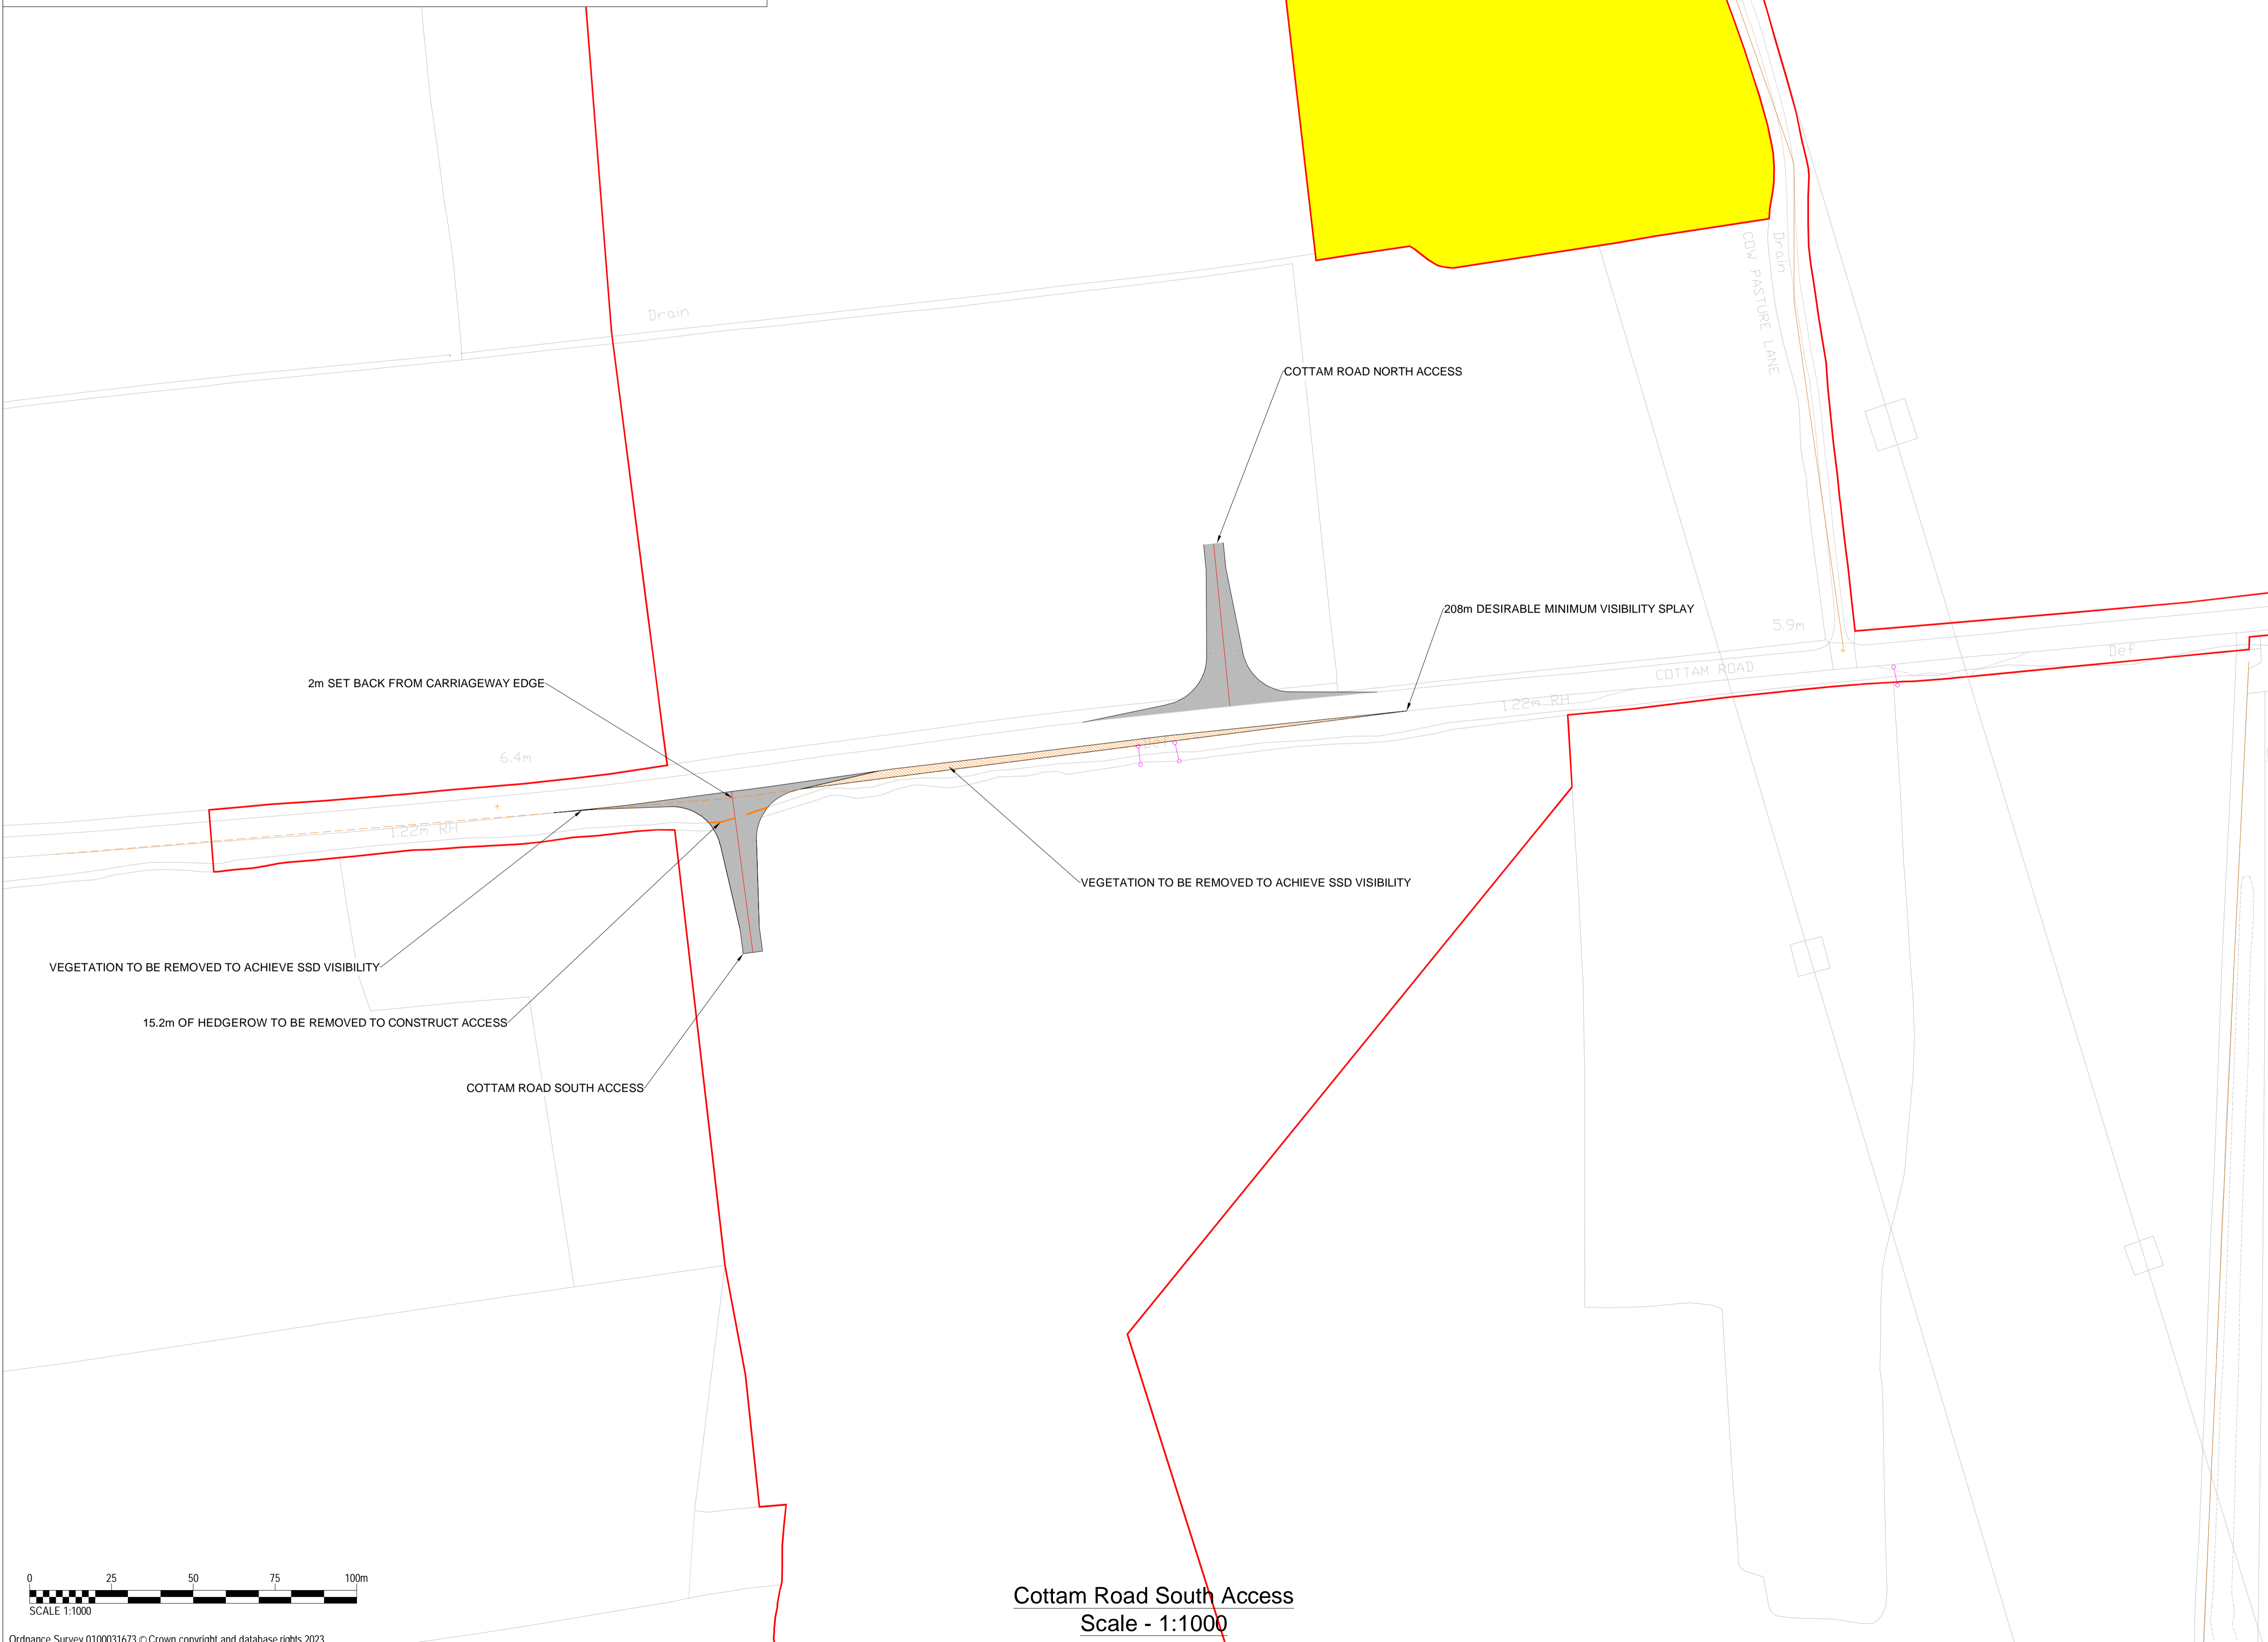 COW PASTURE LANE
Drain
Drain
COTTAM ROAD NORTH ACCESS
208m DESIRABLE MINIMUM VISIBILITY SPLAY
5.9m
Def
COTTAM ROAD
1.22m RH
2m SET BACK FROM CARRIAGEWAY EDGE
6.4m
1.22m RH
VEGETATION TO BE REMOVED TO ACHIEVE SSD VISIBILITY
VEGETATION TO BE REMOVED TO ACHIEVE SSD VISIBILITY
15.2m OF HEDGEROW TO BE REMOVED TO CONSTRUCT ACCESS
COTTAM ROAD SOUTH ACCESS
0 25 50 75 100m
SCALE 1:1000
Cottam Road South Access
Scale - 1:1000
Ordnance Survey 0100031673 © Crown copyright and database rights 2023